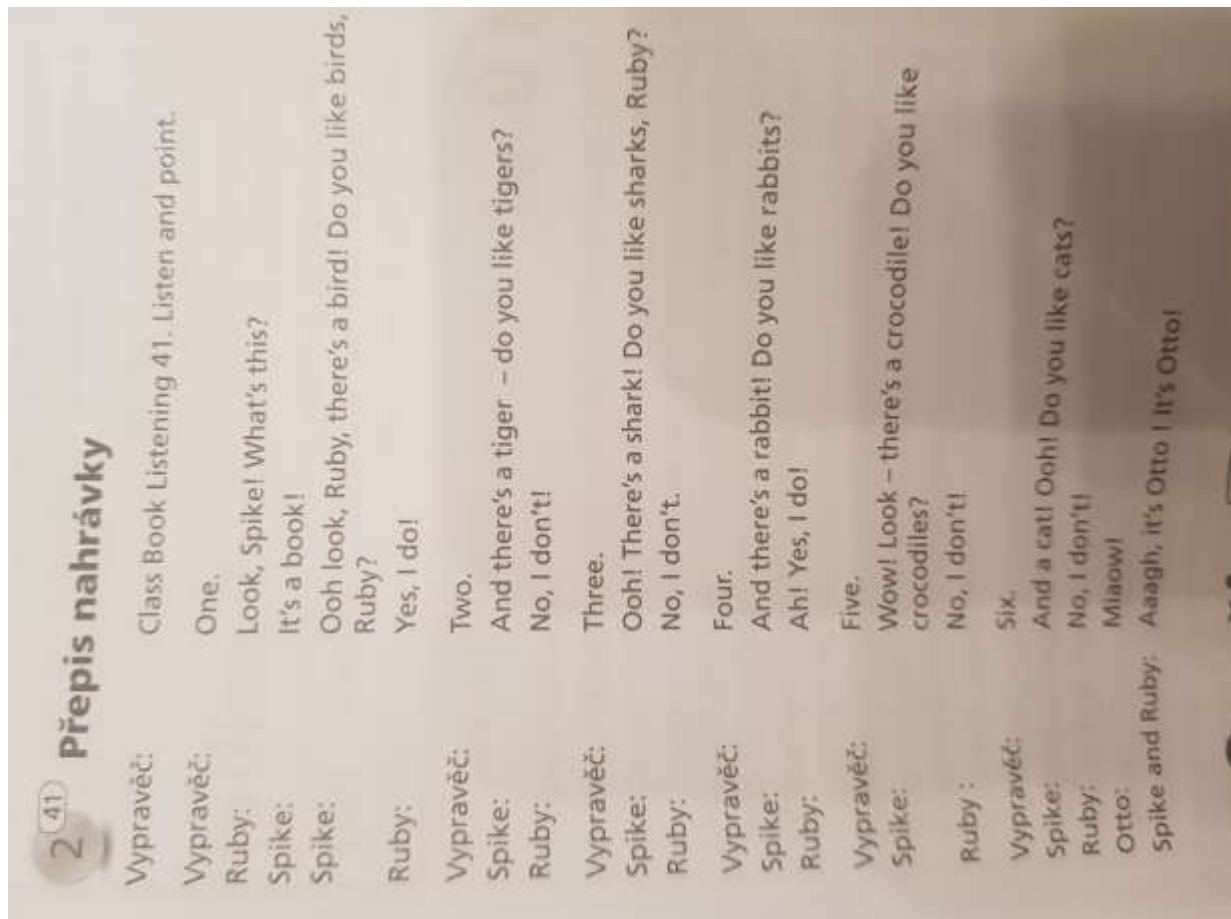 2 41 Přepis nahrávky
Vypravěč: Class Book Listening 41. Listen and point.
Vypravěč: One.
Ruby: Look, Spike! What's this?
Spike: It's a book!
Spike: Ooh look, Ruby, there's a bird! Do you like birds,
Ruby?
Ruby: Yes, I do!
Vypravěč: Two.
Spike: And there's a tiger – do you like tigers?
Ruby: No, I don't!
Vypravěč: Three.
Spike: Ooh! There's a shark! Do you like sharks, Ruby?
Ruby: No, I don't.
Vypravěč: Four.
Spike: And there's a rabbit! Do you like rabbits?
Ruby: Ah! Yes, I do!
Vypravěč: Five.
Spike: Wow! Look – there's a crocodile! Do you like
crocodiles?
Ruby : No, I don't!
Vypravěč: Six.
Spike: And a cat! Ooh! Do you like cats?
Ruby: No, I don't!
Otto: Miaow!
Spike and Ruby: Aaagh, it's Otto ! It's Otto!